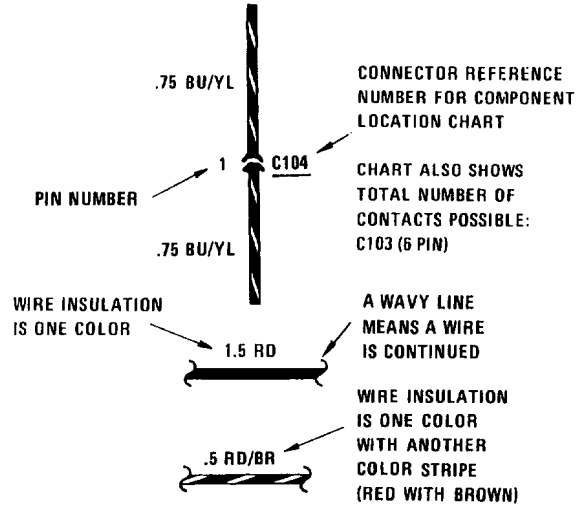 .75 BU/YL
CONNECTOR REFERENCE
NUMBER FOR COMPONENT
LOCATION CHART
1 C104
PIN NUMBER
CHART ALSO SHOWS
TOTAL NUMBER OF
CONTACTS POSSIBLE:
C103 (6 PIN)
.75 BU/YL
WIRE INSULATION
IS ONE COLOR
1.5 RD
A WAVY LINE
MEANS A WIRE
IS CONTINUED
.5 RD/BR
WIRE INSULATION
IS ONE COLOR
WITH ANOTHER
COLOR STRIPE
(RED WITH BROWN)